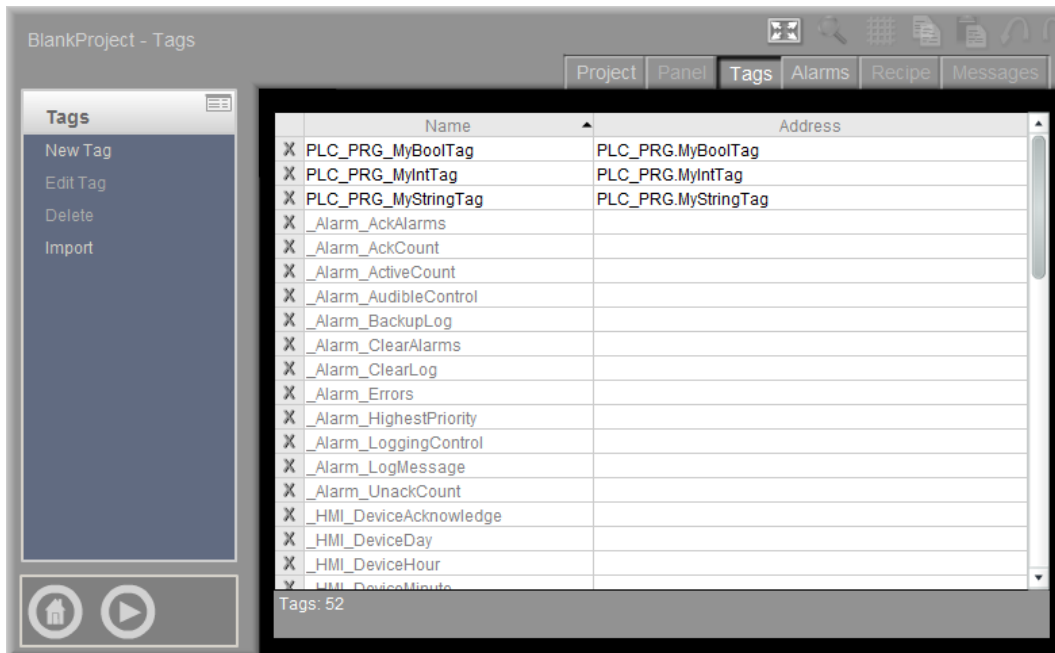 BlankProject - Tags
Project Panel Tags Alarms Recipe Messages
Tags
New Tag
Edit Tag
Delete
Import
Name Address
X PLC_PRG_MyBoolTag PLC_PRG.MyBoolTag
X PLC_PRG_MyIntTag PLC_PRG.MyIntTag
X PLC_PRG_MyStringTag PLC_PRG.MyStringTag
X _Alarm_AckAlarms
X _Alarm_AckCount
X _Alarm_ActiveCount
X _Alarm_AudibleControl
X _Alarm_BackupLog
X _Alarm_ClearAlarms
X _Alarm_ClearLog
X _Alarm_Errors
X _Alarm_HighestPriority
X _Alarm_LoggingControl
X _Alarm_LogMessage
X _Alarm_UnackCount
X _HMI_DeviceAcknowledge
X _HMI_DeviceDay
X _HMI_DeviceHour
X _HMI_DeviceMinute
Tags: 52